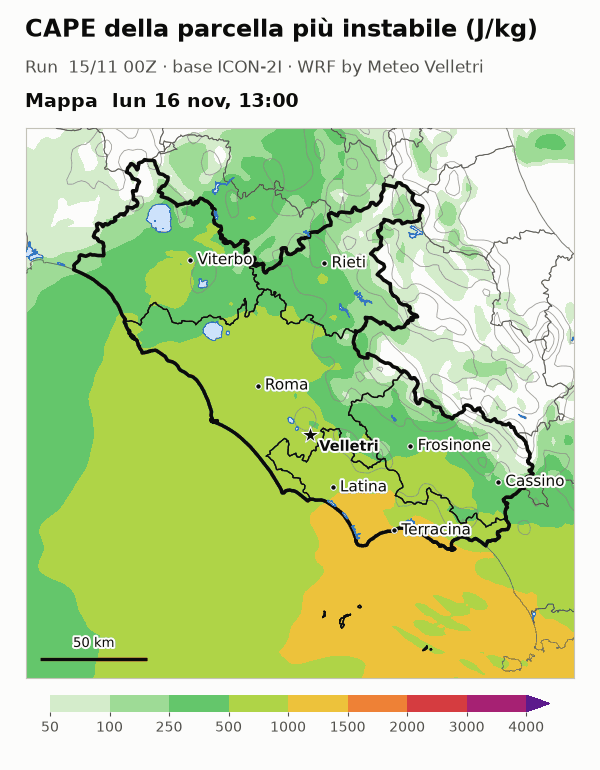 CAPE della parcella più instabile (J/kg)
Run 15/11 00Z · base ICON-2I · WRF by Meteo Velletri
Mappa lun 16 nov, 13:00
Viterbo
Rieti
Roma
Velletri
Frosinone
Cassino
Latina
Terracina
50 km
50 100 250 500 1000 1500 2000 3000 4000